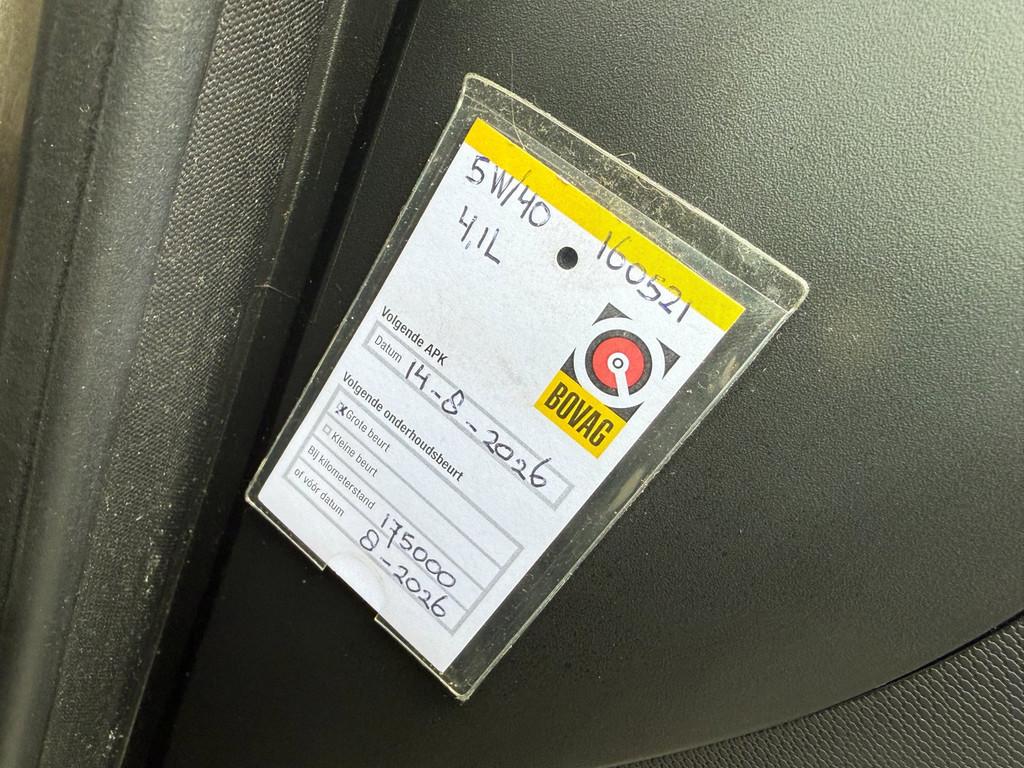 5W/40 160521
4,1L
BOVAG
Volgende APK
Datum 14-8-2026
Volgende onderhoudsbeurt
☒ Grote beurt
☐ Kleine beurt
Bij kilometerstand 175000
of vóór datum 8-2026